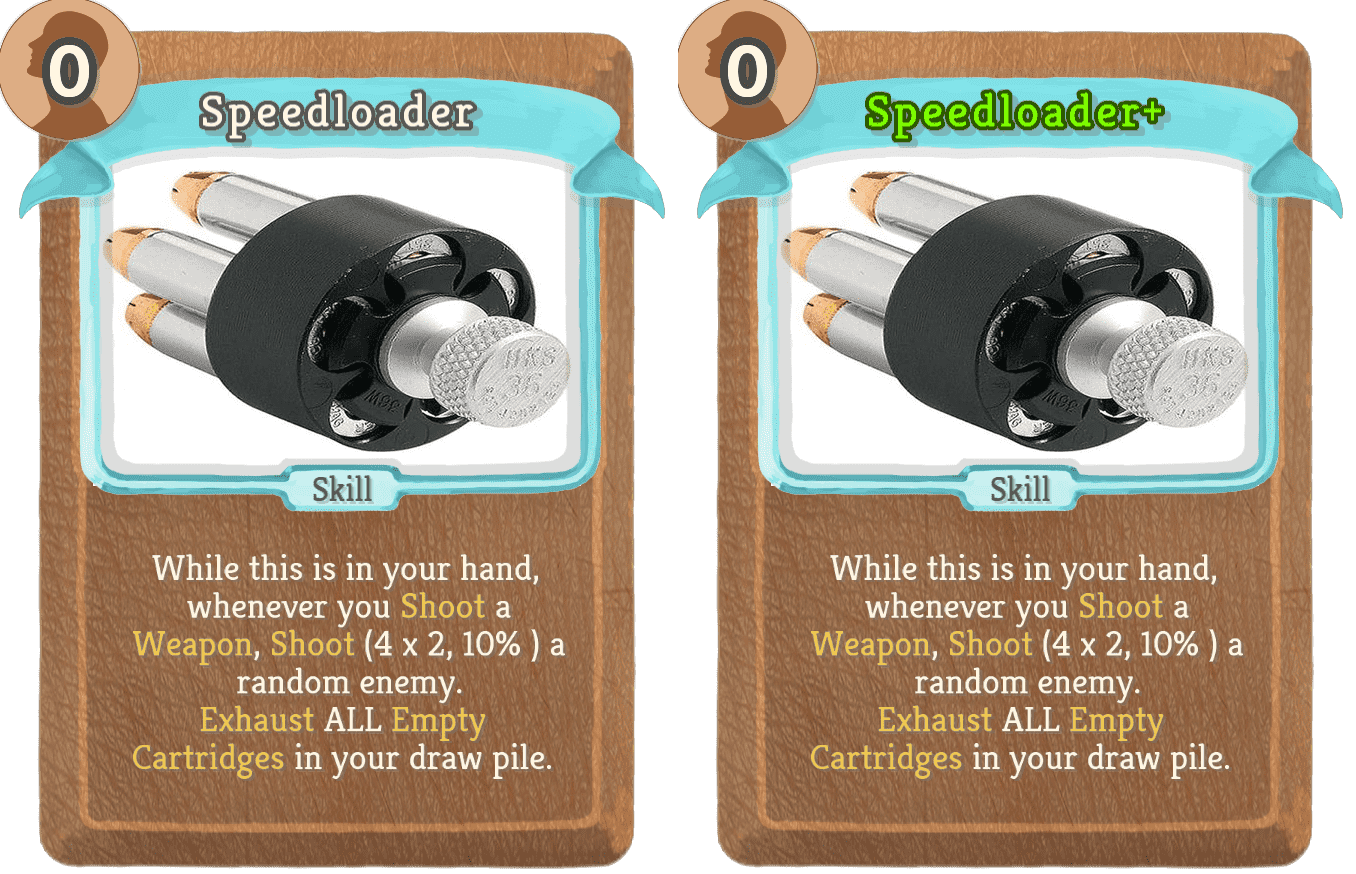 0
Speedloader
HKS
Skill
While this is in your hand,
whenever you Shoot a
Weapon, Shoot (4 x 2, 10% ) a
random enemy.
Exhaust ALL Empty
Cartridges in your draw pile.
0
Speedloader+
HKS
Skill
While this is in your hand,
whenever you Shoot a
Weapon, Shoot (4 x 2, 10% ) a
random enemy.
Exhaust ALL Empty
Cartridges in your draw pile.